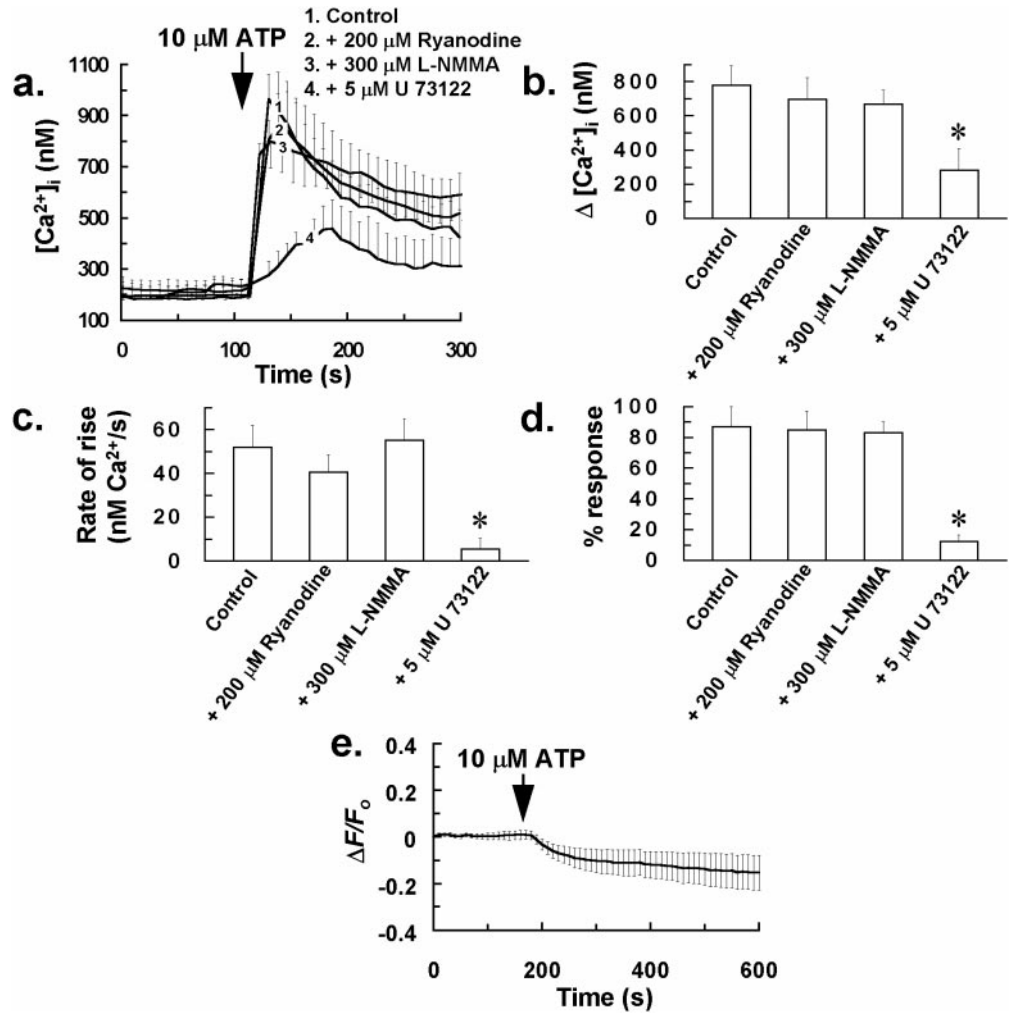 1. Control
2. + 200 µM Ryanodine
3. + 300 µM L-NMMA
4. + 5 µM U 73122
10 µM ATP
a.
1100
900
700
500
300
100
[Ca²⁺]ᵢ (nM)
1
2
3
4
0
100
200
300
Time (s)
b.
800
600
400
200
0
Δ [Ca²⁺]ᵢ (nM)
*
Control
+ 200 µM Ryanodine
+ 300 µM L-NMMA
+ 5 µM U 73122
c.
60
40
20
0
Rate of rise
(nM Ca²⁺/s)
*
Control
+ 200 µM Ryanodine
+ 300 µM L-NMMA
+ 5 µM U 73122
d.
100
80
60
40
20
0
% response
*
Control
+ 200 µM Ryanodine
+ 300 µM L-NMMA
+ 5 µM U 73122
e.
10 µM ATP
0.4
0.2
0
-0.2
-0.4
ΔF/Fₒ
0
200
400
600
Time (s)